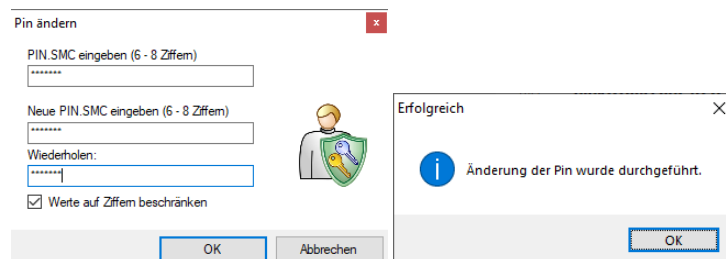 Pin ändern
x
PIN.SMC eingeben (6 - 8 Ziffern)
*******
Neue PIN.SMC eingeben (6 - 8 Ziffern)
*******
Wiederholen:
*******
Werte auf Ziffern beschränken
OK
Abbrechen
Erfolgreich
Änderung der Pin wurde durchgeführt.
OK